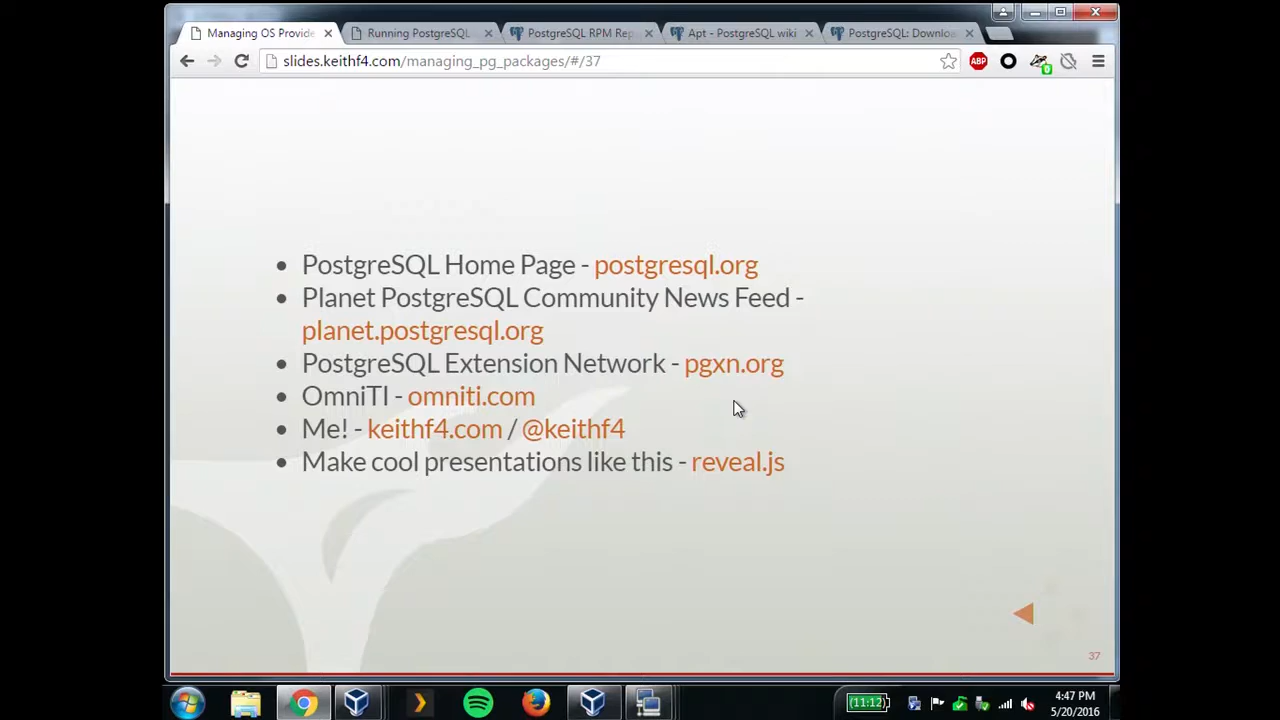 Managing OS Provide
Running PostgreSQL
PostgreSQL RPM Rep
Apt - PostgreSQL wiki
PostgreSQL: Downloa
slides.keithf4.com/managing_pg_packages/#/37
ABP
PostgreSQL Home Page - postgresql.org
Planet PostgreSQL Community News Feed -
planet.postgresql.org
PostgreSQL Extension Network - pgxn.org
OmniTI - omniti.com
Me! - keithf4.com / @keithf4
Make cool presentations like this - reveal.js
37
(11:12)
4:47 PM
5/20/2016